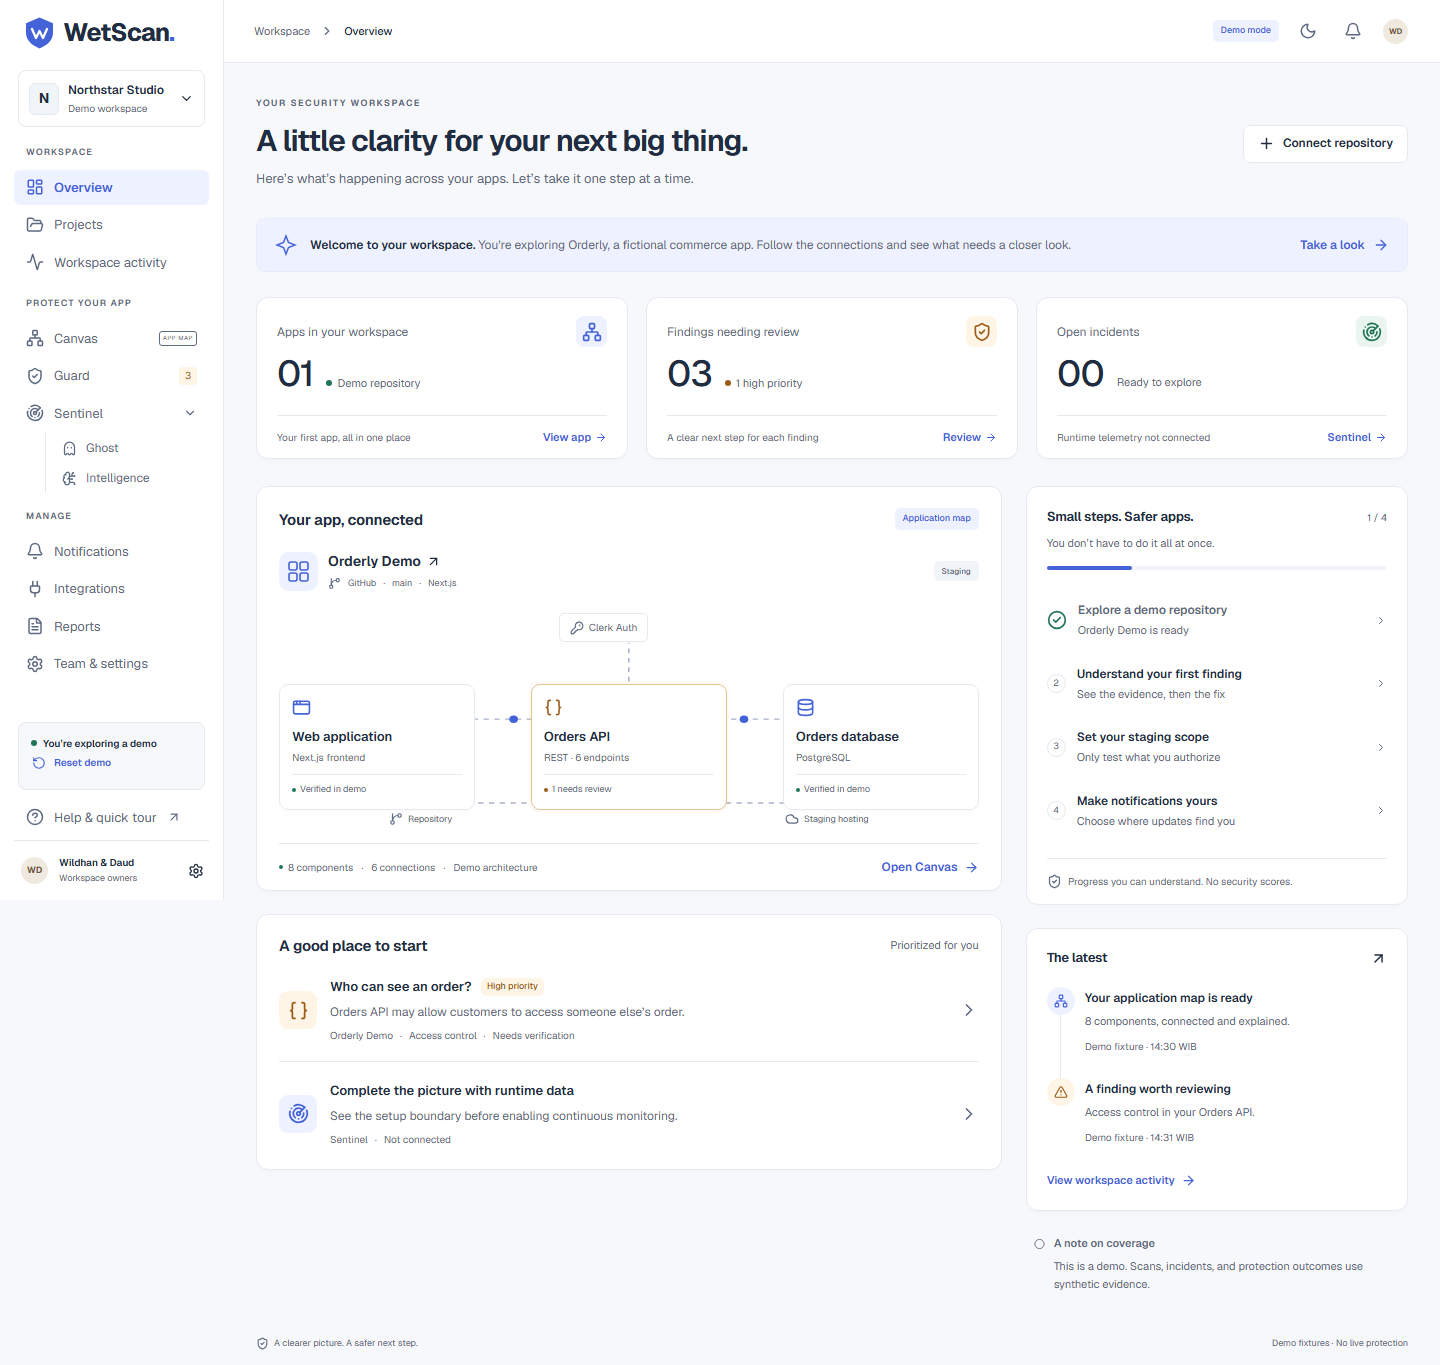 WetScan.
N
Northstar Studio
Demo workspace
WORKSPACE
Overview
Projects
Workspace activity
PROTECT YOUR APP
Canvas
APP MAP
Guard
3
Sentinel
Ghost
Intelligence
MANAGE
Notifications
Integrations
Reports
Team & settings
You're exploring a demo
Reset demo
Help & quick tour
WD
Wildhan & Daud
Workspace owners
Workspace
Overview
Demo mode
WD
YOUR SECURITY WORKSPACE
A little clarity for your next big thing.
Here's what's happening across your apps. Let's take it one step at a time.
Connect repository
Welcome to your workspace. You're exploring Orderly, a fictional commerce app. Follow the connections and see what needs a closer look.
Take a look
Apps in your workspace
01
Demo repository
Your first app, all in one place
View app
Findings needing review
03
1 high priority
A clear next step for each finding
Review
Open incidents
00
Ready to explore
Runtime telemetry not connected
Sentinel
Your app, connected
Application map
Orderly Demo
GitHub · main · Next.js
Staging
Clerk Auth
Web application
Next.js frontend
Verified in demo
Orders API
REST · 6 endpoints
1 needs review
Orders database
PostgreSQL
Verified in demo
Repository
Staging hosting
8 components · 6 connections · Demo architecture
Open Canvas
Small steps. Safer apps.
1 / 4
You don't have to do it all at once.
Explore a demo repository
Orderly Demo is ready
2
Understand your first finding
See the evidence, then the fix
3
Set your staging scope
Only test what you authorize
4
Make notifications yours
Choose where updates find you
Progress you can understand. No security scores.
A good place to start
Prioritized for you
Who can see an order?
High priority
Orders API may allow customers to access someone else's order.
Orderly Demo · Access control · Needs verification
Complete the picture with runtime data
See the setup boundary before enabling continuous monitoring.
Sentinel · Not connected
The latest
Your application map is ready
8 components, connected and explained.
Demo fixture · 14:30 WIB
A finding worth reviewing
Access control in your Orders API.
Demo fixture · 14:31 WIB
View workspace activity
A note on coverage
This is a demo. Scans, incidents, and protection outcomes use
synthetic evidence.
A clearer picture. A safer next step.
Demo fixtures · No live protection